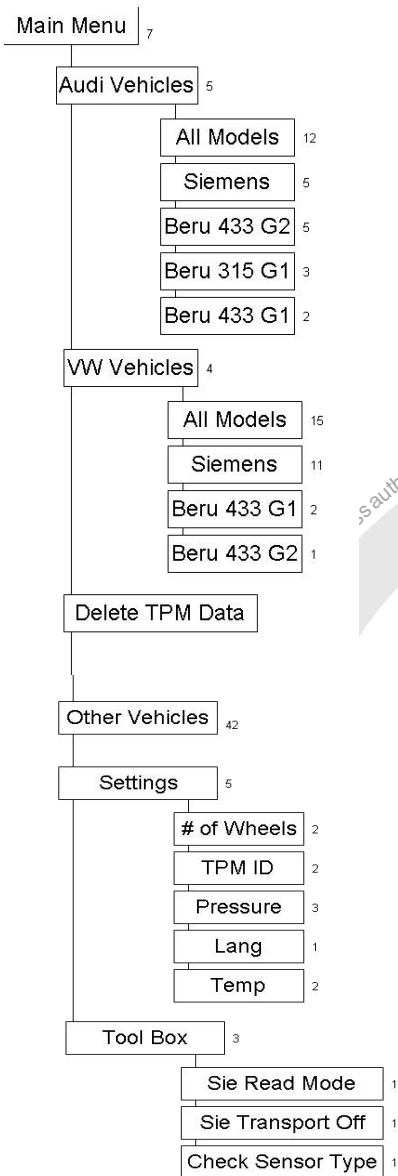 Main Menu 7
Audi Vehicles 5
All Models 12
Siemens 5
Beru 433 G2 5
Beru 315 G1 3
Beru 433 G1 2
VW Vehicles 4
All Models 15
Siemens 11
Beru 433 G1 2
Beru 433 G2 1
Delete TPM Data
Other Vehicles 42
Settings 5
# of Wheels 2
TPM ID 2
Pressure 3
Lang 1
Temp 2
Tool Box 3
Sie Read Mode 1
Sie Transport Off 1
Check Sensor Type 1